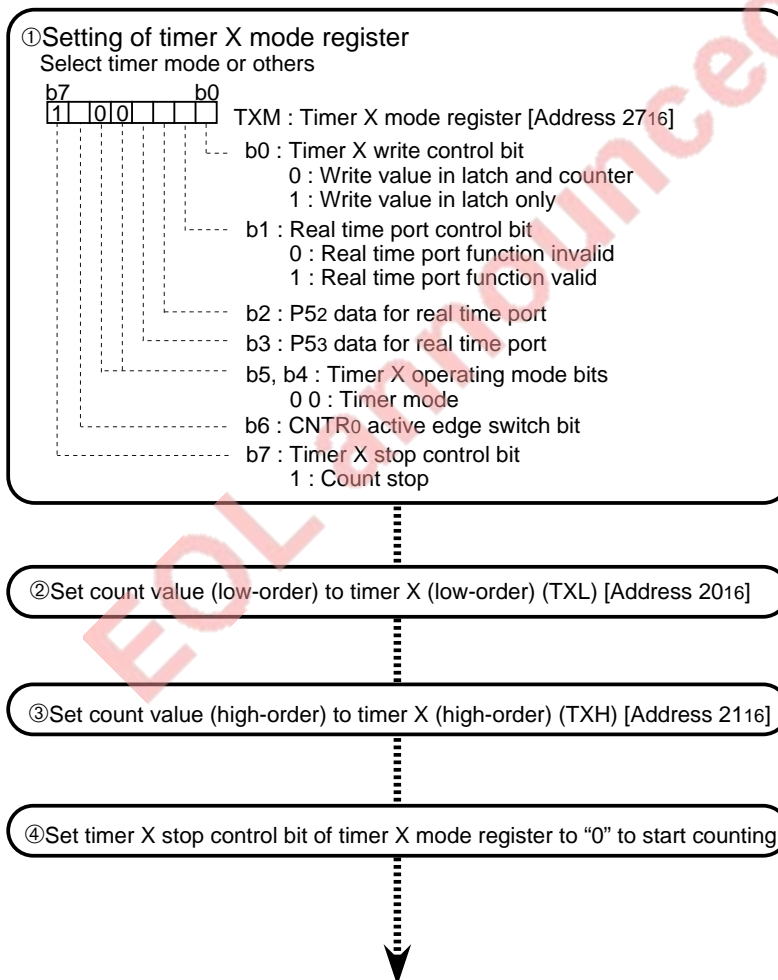 ①Setting of timer X mode register
Select timer mode or others
b7 b0
1 0 0
TXM : Timer X mode register [Address 2716]
b0 : Timer X write control bit
0 : Write value in latch and counter
1 : Write value in latch only
b1 : Real time port control bit
0 : Real time port function invalid
1 : Real time port function valid
b2 : P52 data for real time port
b3 : P53 data for real time port
b5, b4 : Timer X operating mode bits
0 0 : Timer mode
b6 : CNTR0 active edge switch bit
b7 : Timer X stop control bit
1 : Count stop
②Set count value (low-order) to timer X (low-order) (TXL) [Address 2016]
③Set count value (high-order) to timer X (high-order) (TXH) [Address 2116]
④Set timer X stop control bit of timer X mode register to “0” to start counting
EOL announced